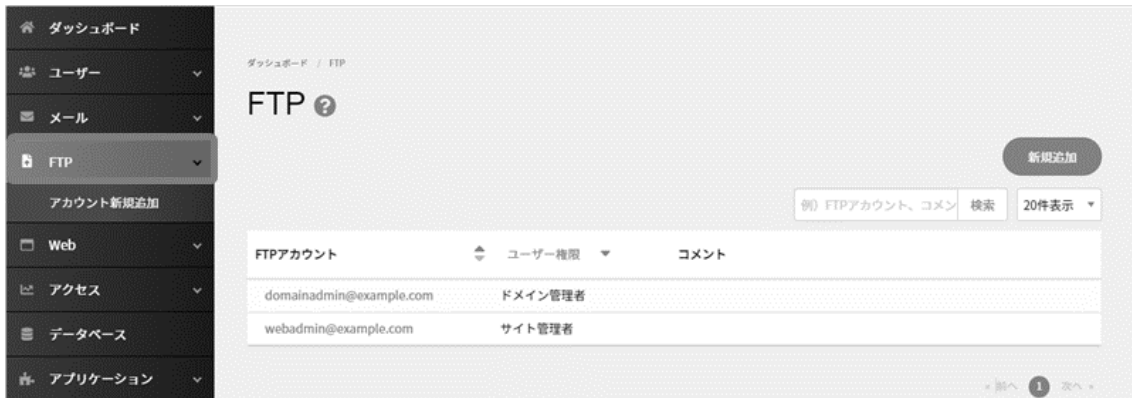 ダッシュボード
ユーザー
メール
FTP
アカウント新規追加
Web
アクセス
データベース
アプリケーション
ダッシュボード / FTP
FTP ?
新規追加
例）FTPアカウント、コメン 検索 20件表示
FTPアカウント ユーザー権限 コメント
domainadmin@example.com ドメイン管理者
webadmin@example.com サイト管理者
« 前へ 1 次へ »